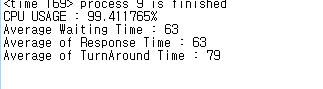 <time 169> process 9 is finished
CPU USAGE : 99.411765%
Average Waiting Time : 63
Average of Response Time : 63
Average of TurnAround Time : 79